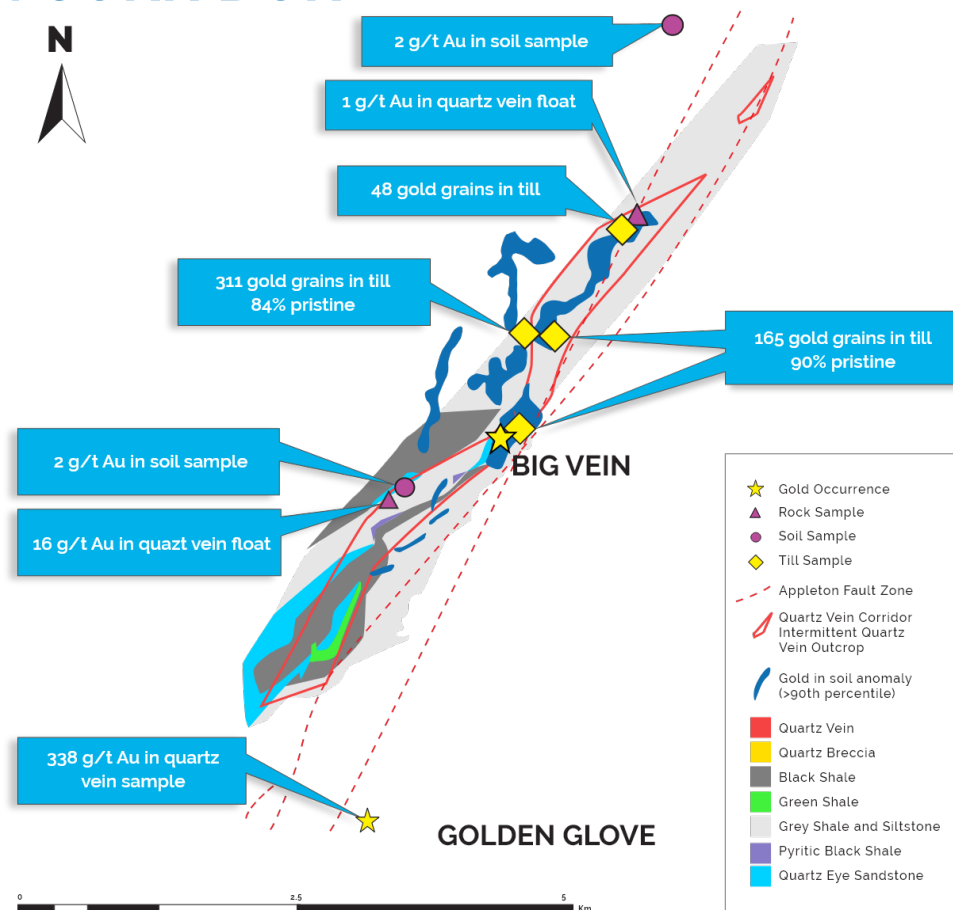 N
2 g/t Au in soil sample
1 g/t Au in quartz vein float
48 gold grains in till
311 gold grains in till
84% pristine
165 gold grains in till
90% pristine
2 g/t Au in soil sample
BIG VEIN
16 g/t Au in quazt vein float
338 g/t Au in quartz
vein sample
GOLDEN GLOVE
Gold Occurrence
Rock Sample
Soil Sample
Till Sample
Appleton Fault Zone
Quartz Vein Corridor
Intermittent Quartz
Vein Outcrop
Gold in soil anomaly
(>90th percentile)
Quartz Vein
Quartz Breccia
Black Shale
Green Shale
Grey Shale and Siltstone
Pyritic Black Shale
Quartz Eye Sandstone
0
2.5
5
Km